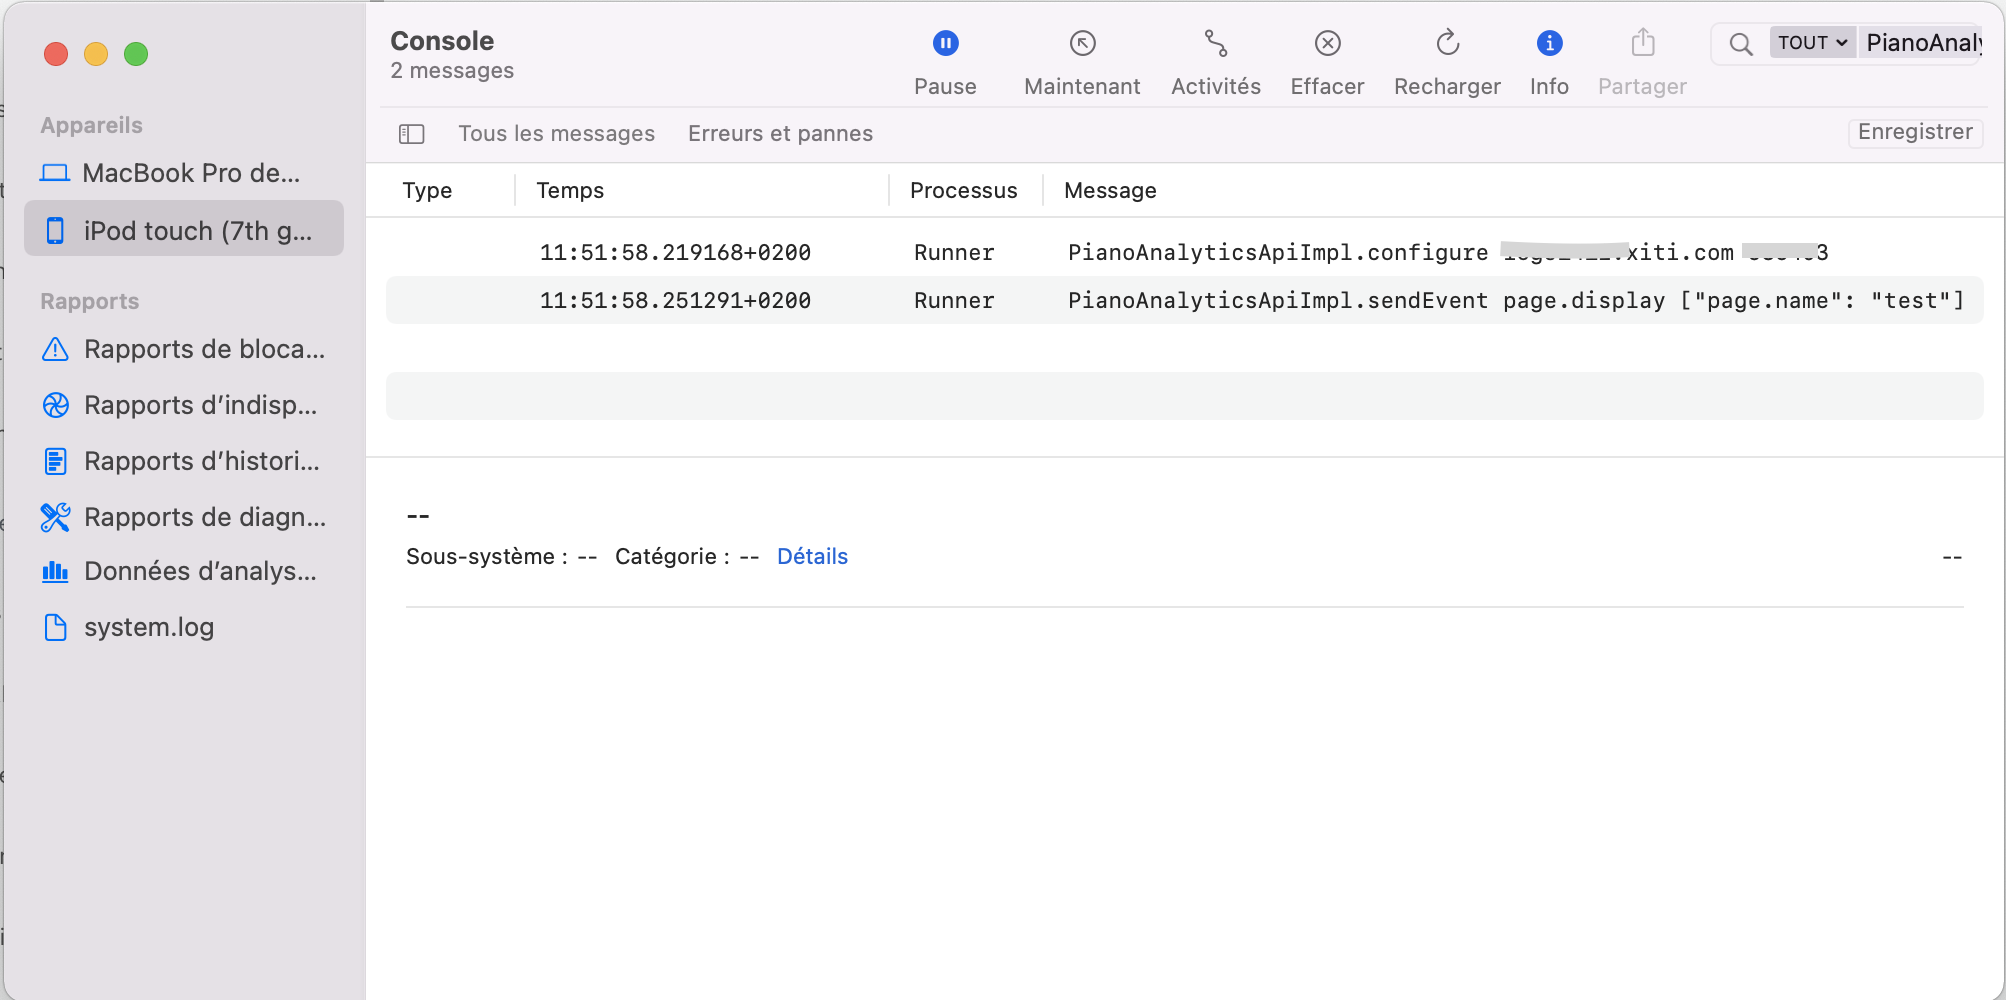 Console
2 messages
Pause
Maintenant
Activités
Effacer
Recharger
Info
Partager
TOUT
PianoAnaly
Tous les messages
Erreurs et pannes
Enregistrer
Appareils
MacBook Pro de...
iPod touch (7th g...
Rapports
Rapports de bloca...
Rapports d’indisp...
Rapports d’histori...
Rapports de diagn...
Données d’analys...
system.log
Type Temps Processus Message
11:51:58.219168+0200 Runner PianoAnalyticsApiImpl.configure .xiti.com 3
11:51:58.251291+0200 Runner PianoAnalyticsApiImpl.sendEvent page.display ["page.name": "test"]
--
Sous-système : -- Catégorie : -- Détails --